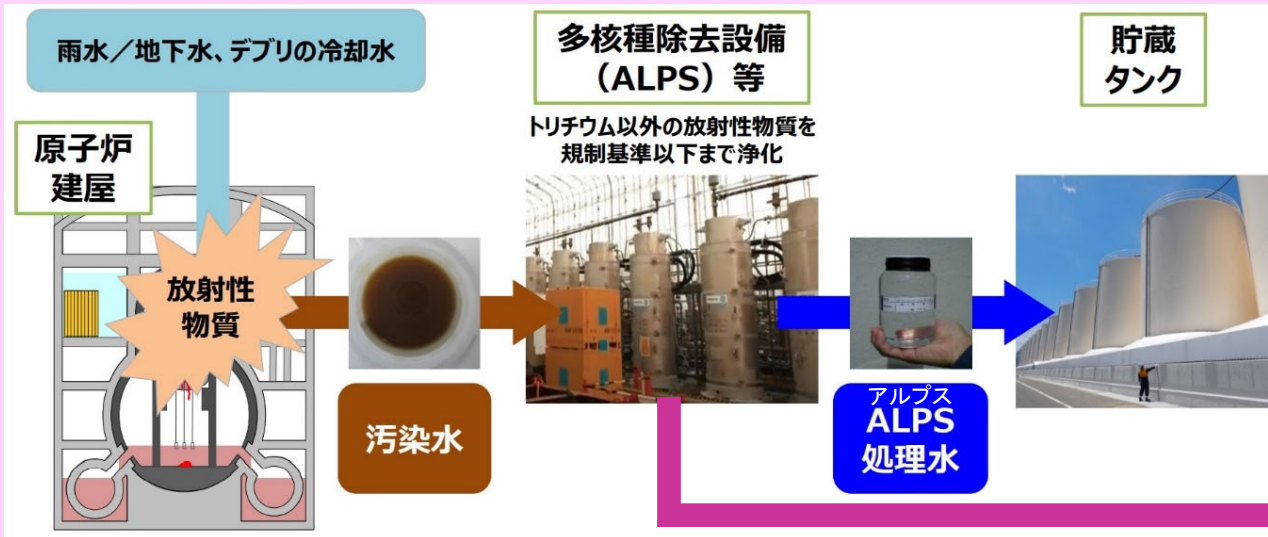 雨水／地下水、デブリの冷却水
原子炉
建屋
放射性
物質
汚染水
多核種除去設備
（ALPS）等
トリチウム以外の放射性物質を
規制基準以下まで浄化
アルプス
ALPS
処理水
貯蔵
タンク